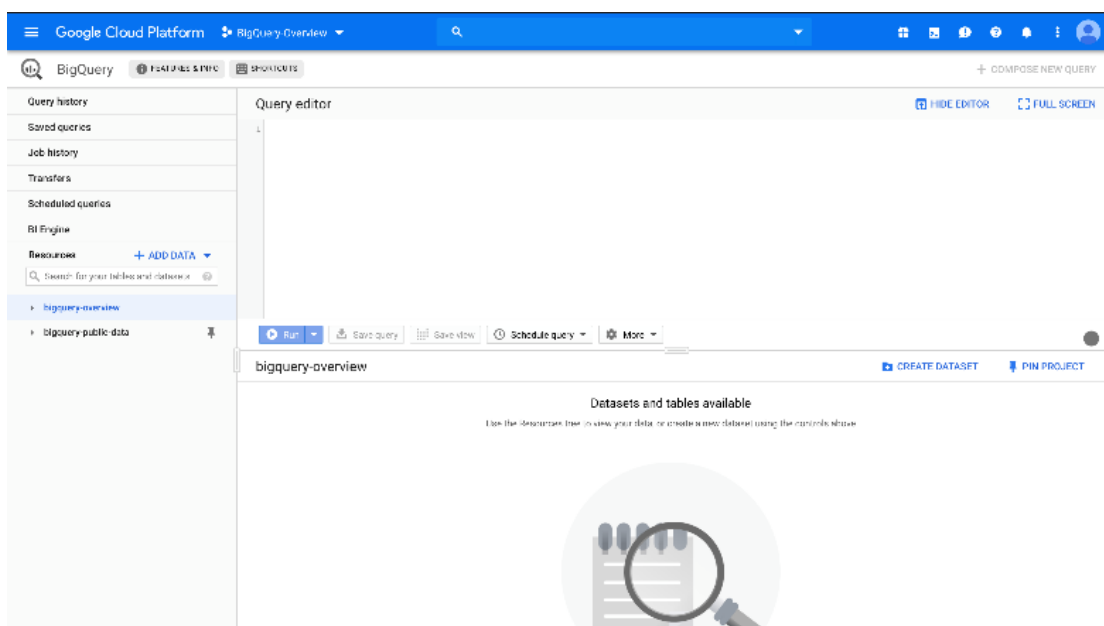 Google Cloud Platform BigQuery-Overview
BigQuery FEATURES & INFO SHORTCUTS COMPOSE NEW QUERY
Query history
Saved queries
Job history
Transfers
Scheduled queries
BI Engine
Resources + ADD DATA
Search for your tables and datasets
bigquery-overview
bigquery-public-data
Query editor HIDE EDITOR FULL SCREEN
1
Run Save query Save view Schedule query More
bigquery-overview CREATE DATASET PIN PROJECT
Datasets and tables available
Use the Resources tree to view your data or create a new dataset using the controls above